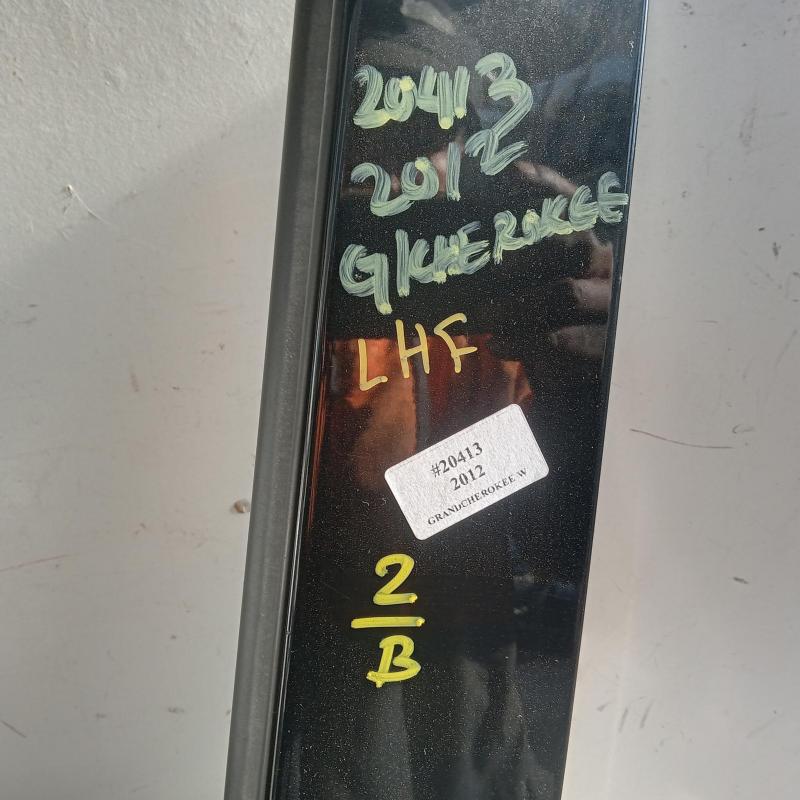 20413
2012
G/CHEROKEE
LHF
#20413
2012
GRANDCHEROKEE W
2
B